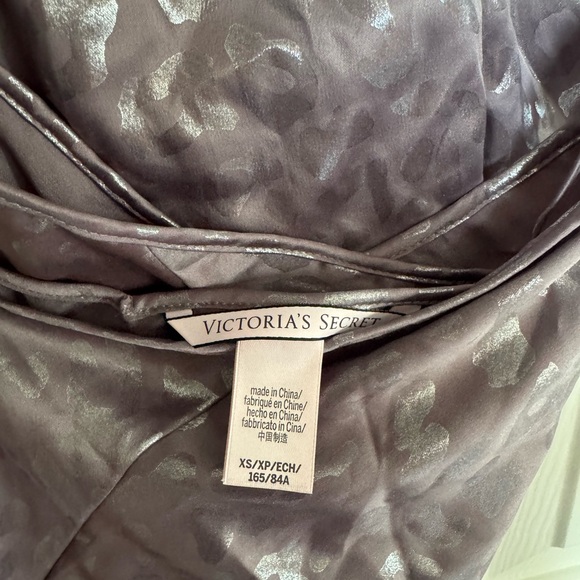 VICTORIA'S SECRET
made in China/
fabriqué en Chine/
hecho en China/
fabbricato in Cina/
中国制造
XS/XP/ECH/
165/84A